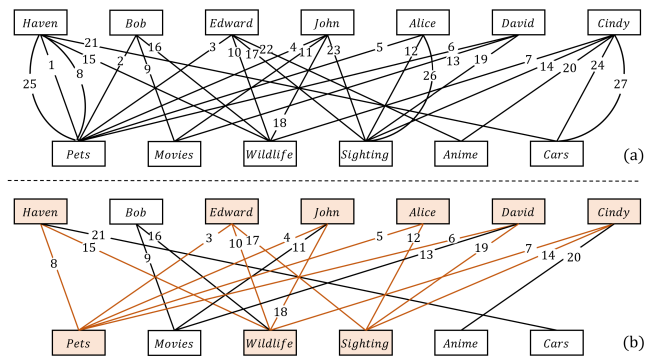 Haven Bob Edward John Alice David Cindy
21 16 3 22 4 23 5 6
1 15 10 17 11 12 13 7
8 2 9 19 14 20 24
25 26 27
18
Pets Movies Wildlife Sighting Anime Cars (a)
Haven Bob Edward John Alice David Cindy
21 16 3 17 4 5 12 6 7
15 10 11 19 14
8 9 13 20
18
Pets Movies Wildlife Sighting Anime Cars (b)